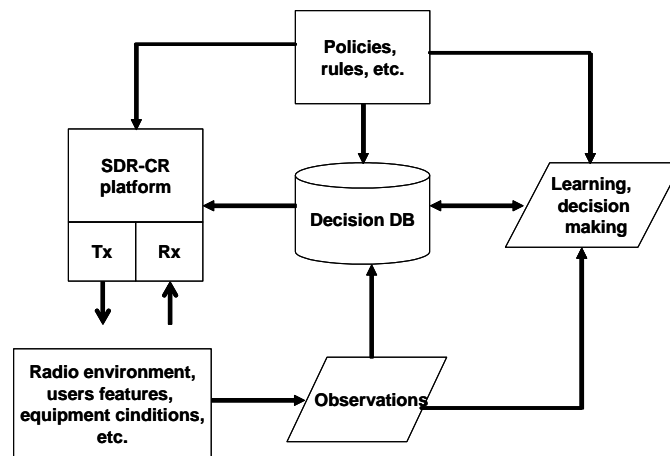 Policies,
rules, etc.
SDR-CR
platform
Tx
Rx
Decision DB
Learning,
decision
making
Radio environment,
users features,
equipment cinditions,
etc.
Observations